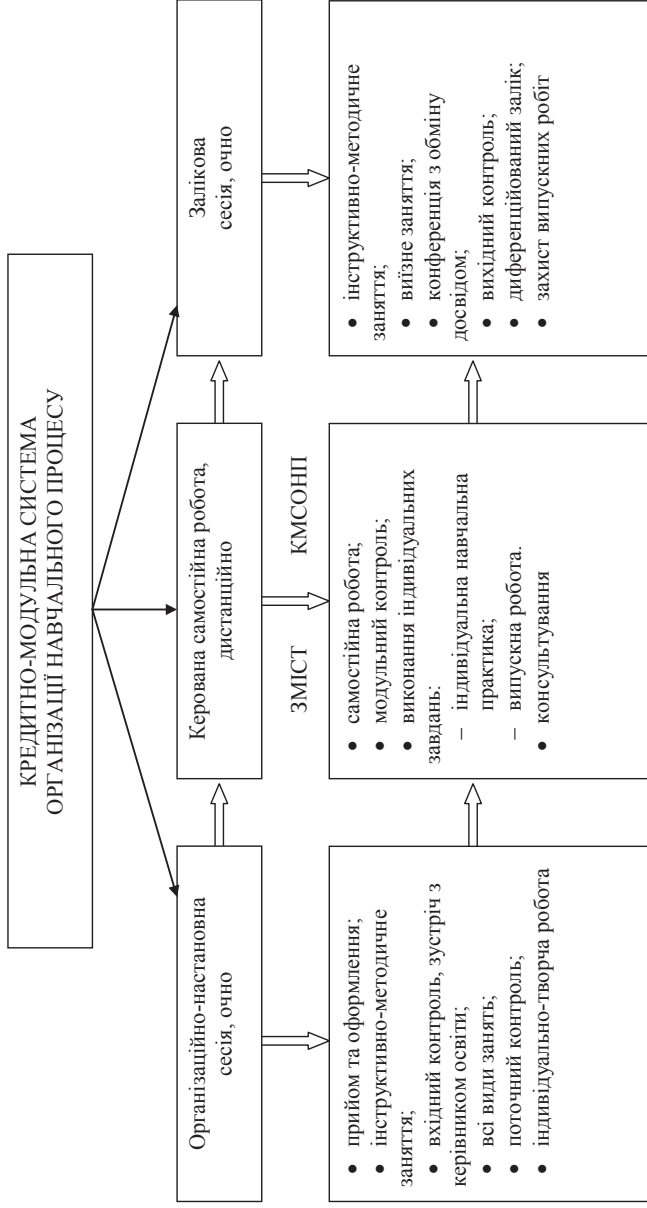 КРЕДИТНО-МОДУЛЬНА СИСТЕМА
ОРГАНІЗАЦІЇ НАВЧАЛЬНОГО ПРОЦЕСУ
Організаційно-настановна
сесія, очно
Керована самостійна робота,
дистанційно
Залікова
сесія, очно
ЗМІСТ КМСОНП
• прийом та оформлення;
• інструктивно-методичне
заняття;
• вхідний контроль, зустріч з
керівником освіти;
• всі види занять;
• поточний контроль;
• індивідуально-творча робота
• самостійна робота;
• модульний контроль;
• виконання індивідуальних
завдань:
– індивідуальна навчальна
практика;
– випускна робота.
• консультування
• інструктивно-методичне
заняття;
• виїзне заняття;
• конференція з обміну
досвідом;
• вихідний контроль;
• диференційований залік;
• захист випускних робіт